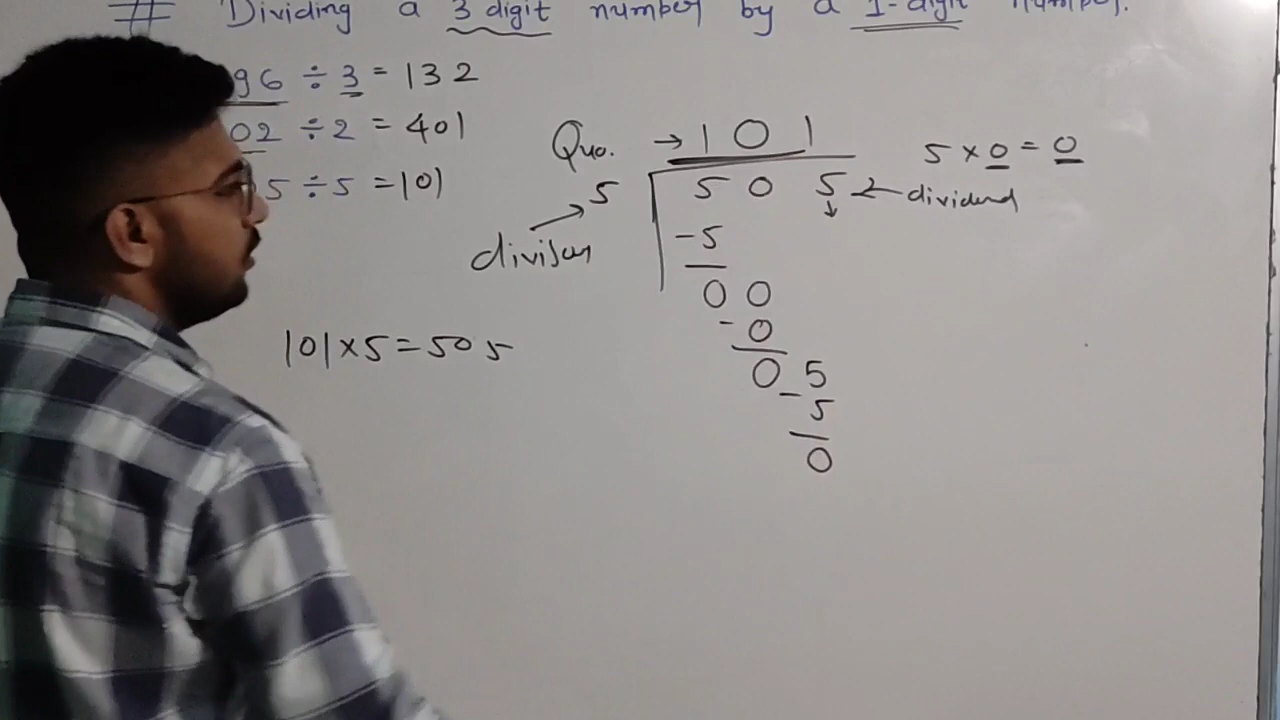 # Dividing a 3 digit number by a 1-digit number.
96 ÷ 3 = 132
02 ÷ 2 = 401
5 ÷ 5 = 101
Quo. → 1 0 1
5 × 0 = 0
5 5 0 5 ← dividend
divisor
- 5
0 0
- 0
0 5
- 5
0
101 × 5 = 505